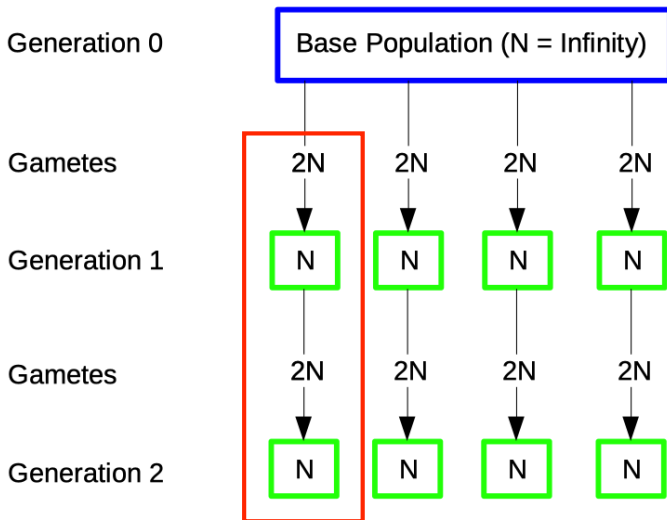 Generation 0 Base Population (N = Infinity)
Gametes 2N 2N 2N 2N
Generation 1 N N N N
Gametes 2N 2N 2N 2N
Generation 2 N N N N